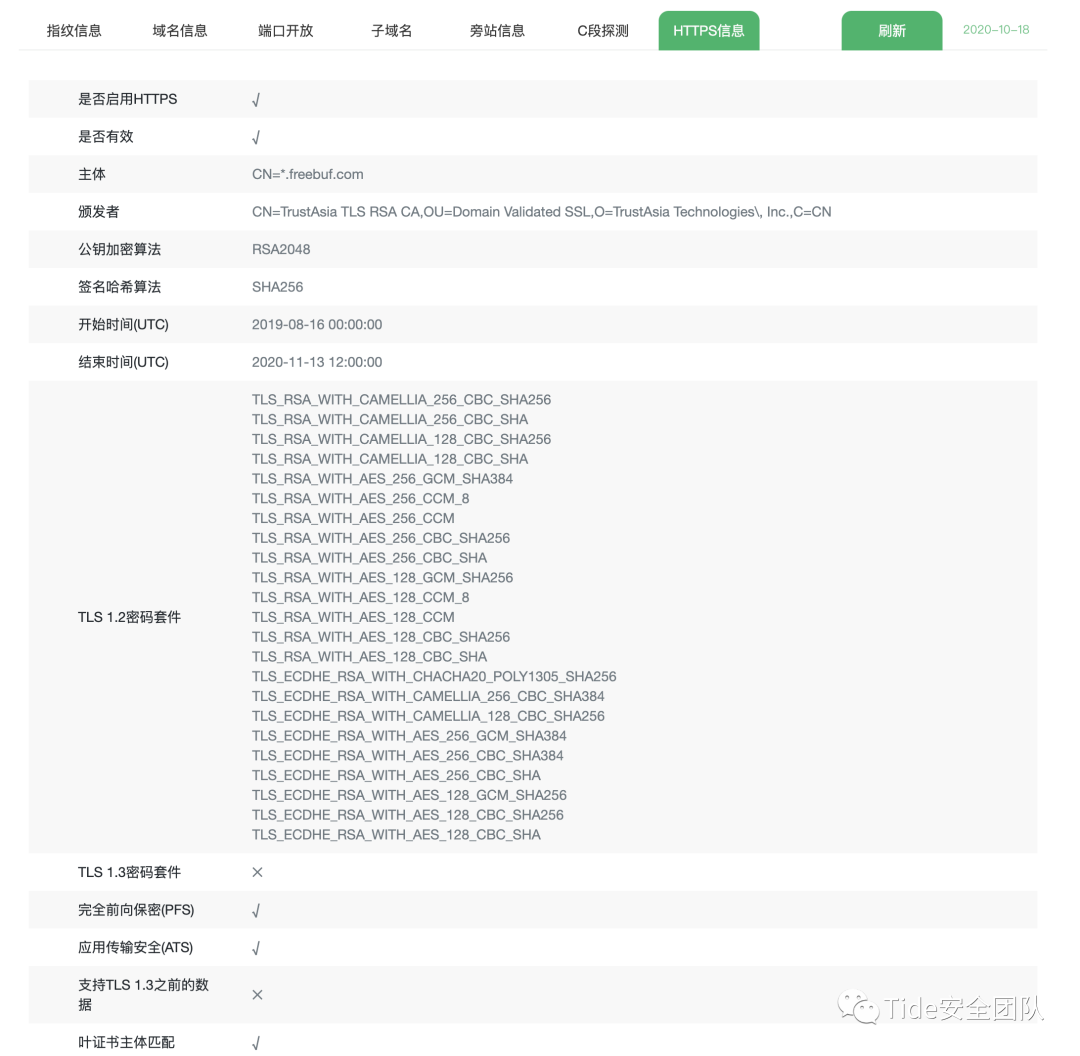 指纹信息 域名信息 端口开放 子域名 旁站信息 C段探测 HTTPS信息 刷新 2020-10-18
是否启用HTTPS √
是否有效 √
主体 CN=*.freebuf.com
颁发者 CN=TrustAsia TLS RSA CA,OU=Domain Validated SSL,O=TrustAsia Technologies\, Inc.,C=CN
公钥加密算法 RSA2048
签名哈希算法 SHA256
开始时间(UTC) 2019-08-16 00:00:00
结束时间(UTC) 2020-11-13 12:00:00
TLS 1.2密码套件
TLS_RSA_WITH_CAMELLIA_256_CBC_SHA256
TLS_RSA_WITH_CAMELLIA_256_CBC_SHA
TLS_RSA_WITH_CAMELLIA_128_CBC_SHA256
TLS_RSA_WITH_CAMELLIA_128_CBC_SHA
TLS_RSA_WITH_AES_256_GCM_SHA384
TLS_RSA_WITH_AES_256_CCM_8
TLS_RSA_WITH_AES_256_CCM
TLS_RSA_WITH_AES_256_CBC_SHA256
TLS_RSA_WITH_AES_256_CBC_SHA
TLS_RSA_WITH_AES_128_GCM_SHA256
TLS_RSA_WITH_AES_128_CCM_8
TLS_RSA_WITH_AES_128_CCM
TLS_RSA_WITH_AES_128_CBC_SHA256
TLS_RSA_WITH_AES_128_CBC_SHA
TLS_ECDHE_RSA_WITH_CHACHA20_POLY1305_SHA256
TLS_ECDHE_RSA_WITH_CAMELLIA_256_CBC_SHA384
TLS_ECDHE_RSA_WITH_CAMELLIA_128_CBC_SHA256
TLS_ECDHE_RSA_WITH_AES_256_GCM_SHA384
TLS_ECDHE_RSA_WITH_AES_256_CBC_SHA384
TLS_ECDHE_RSA_WITH_AES_256_CBC_SHA
TLS_ECDHE_RSA_WITH_AES_128_GCM_SHA256
TLS_ECDHE_RSA_WITH_AES_128_CBC_SHA256
TLS_ECDHE_RSA_WITH_AES_128_CBC_SHA
TLS 1.3密码套件 ×
完全前向保密(PFS) √
应用传输安全(ATS) √
支持TLS 1.3之前的数
据 ×
Tide安全团队
叶证书主体匹配 √